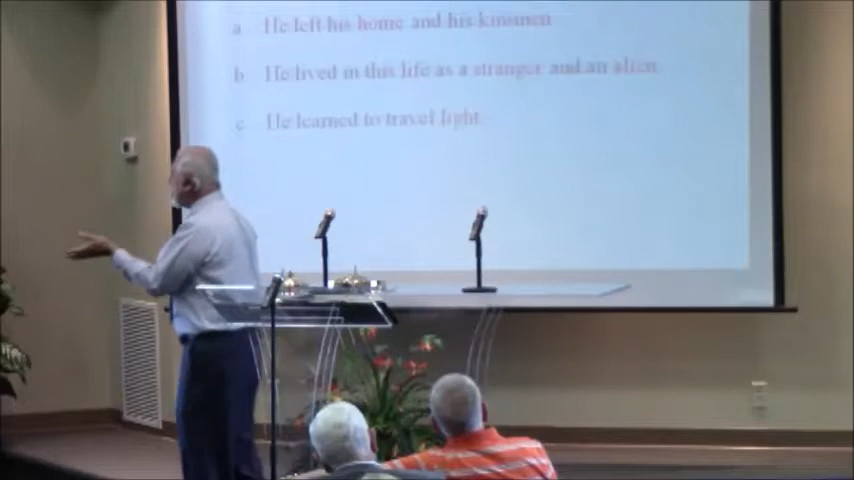 a He left his home and his kinsmen
b He lived in this life as a stranger and an alien
c He learned to travel light